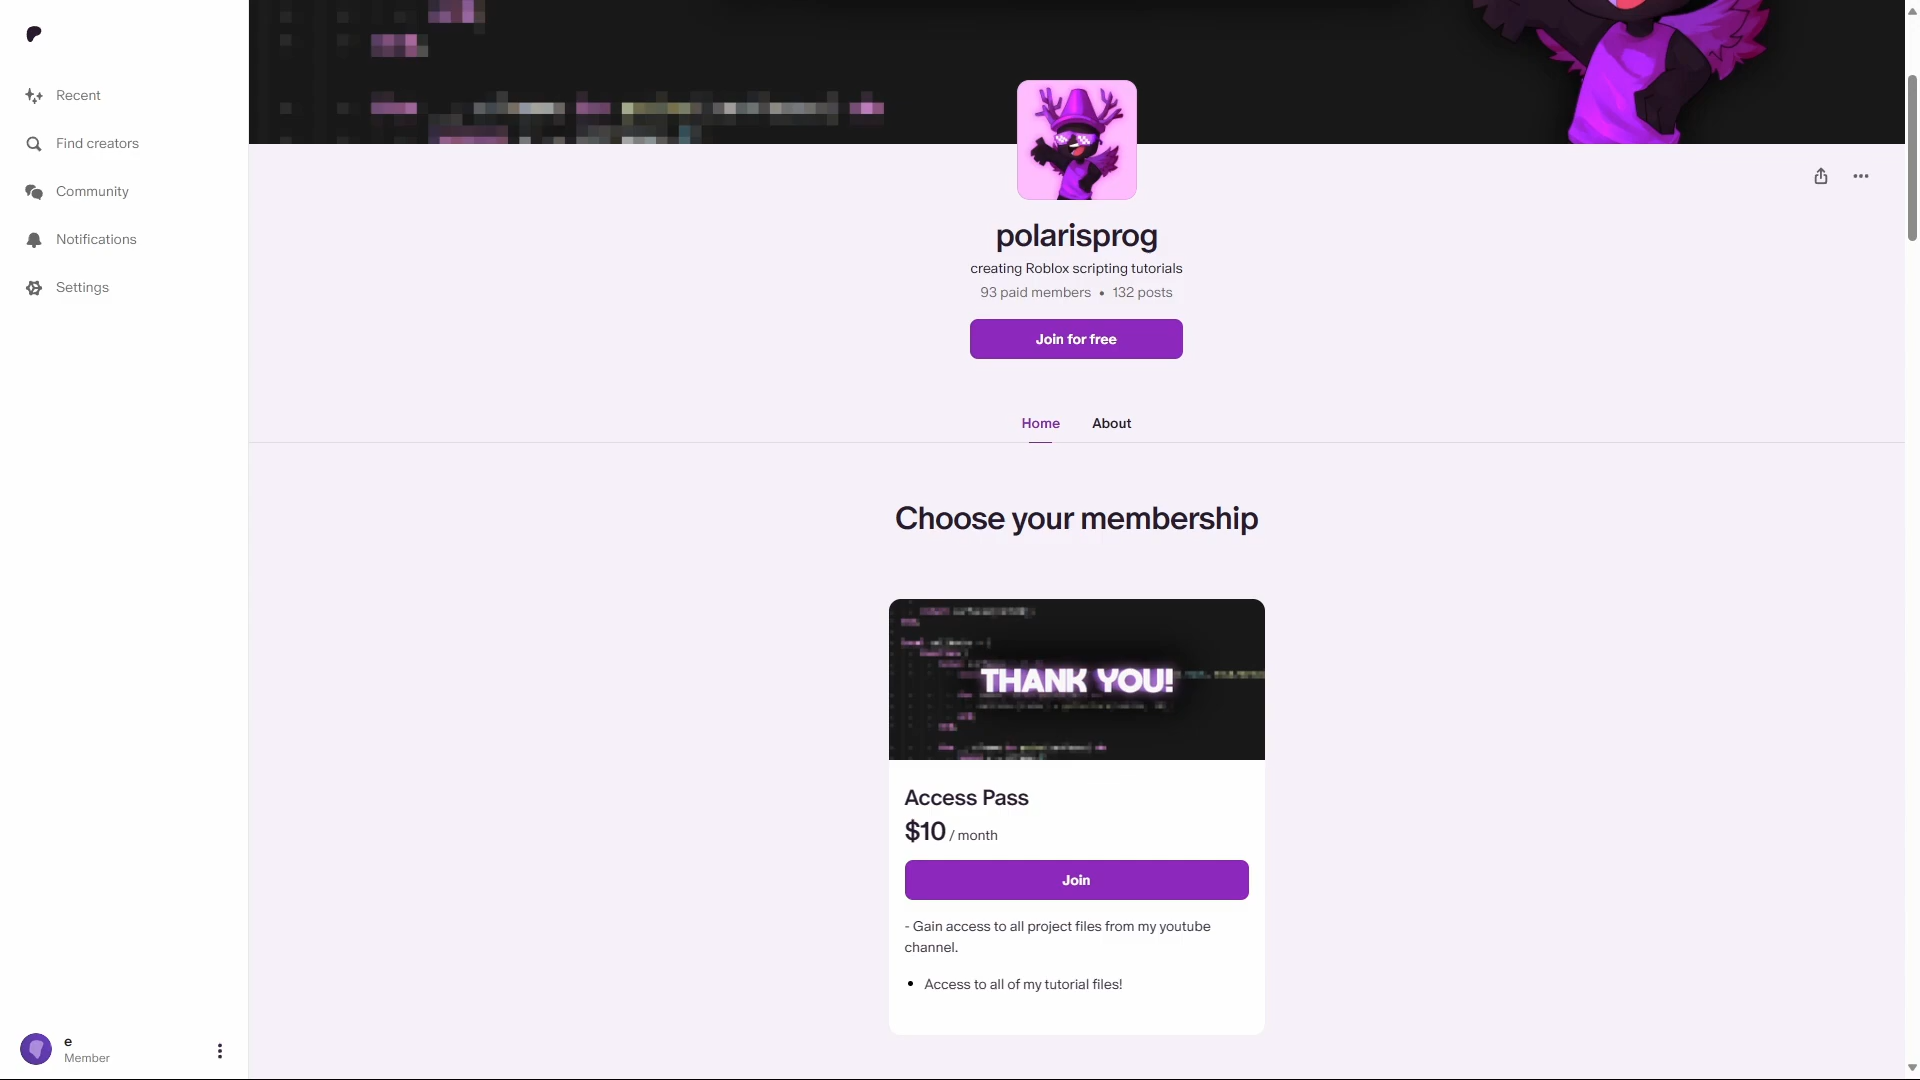 Recent
Find creators
Community
Notifications
Settings
polarisprog
creating Roblox scripting tutorials
93 paid members • 132 posts
Join for free
Home
About
Choose your membership
THANK YOU!
Access Pass
$10 / month
Join
- Gain access to all project files from my youtube
channel.
• Access to all of my tutorial files!
e
Member